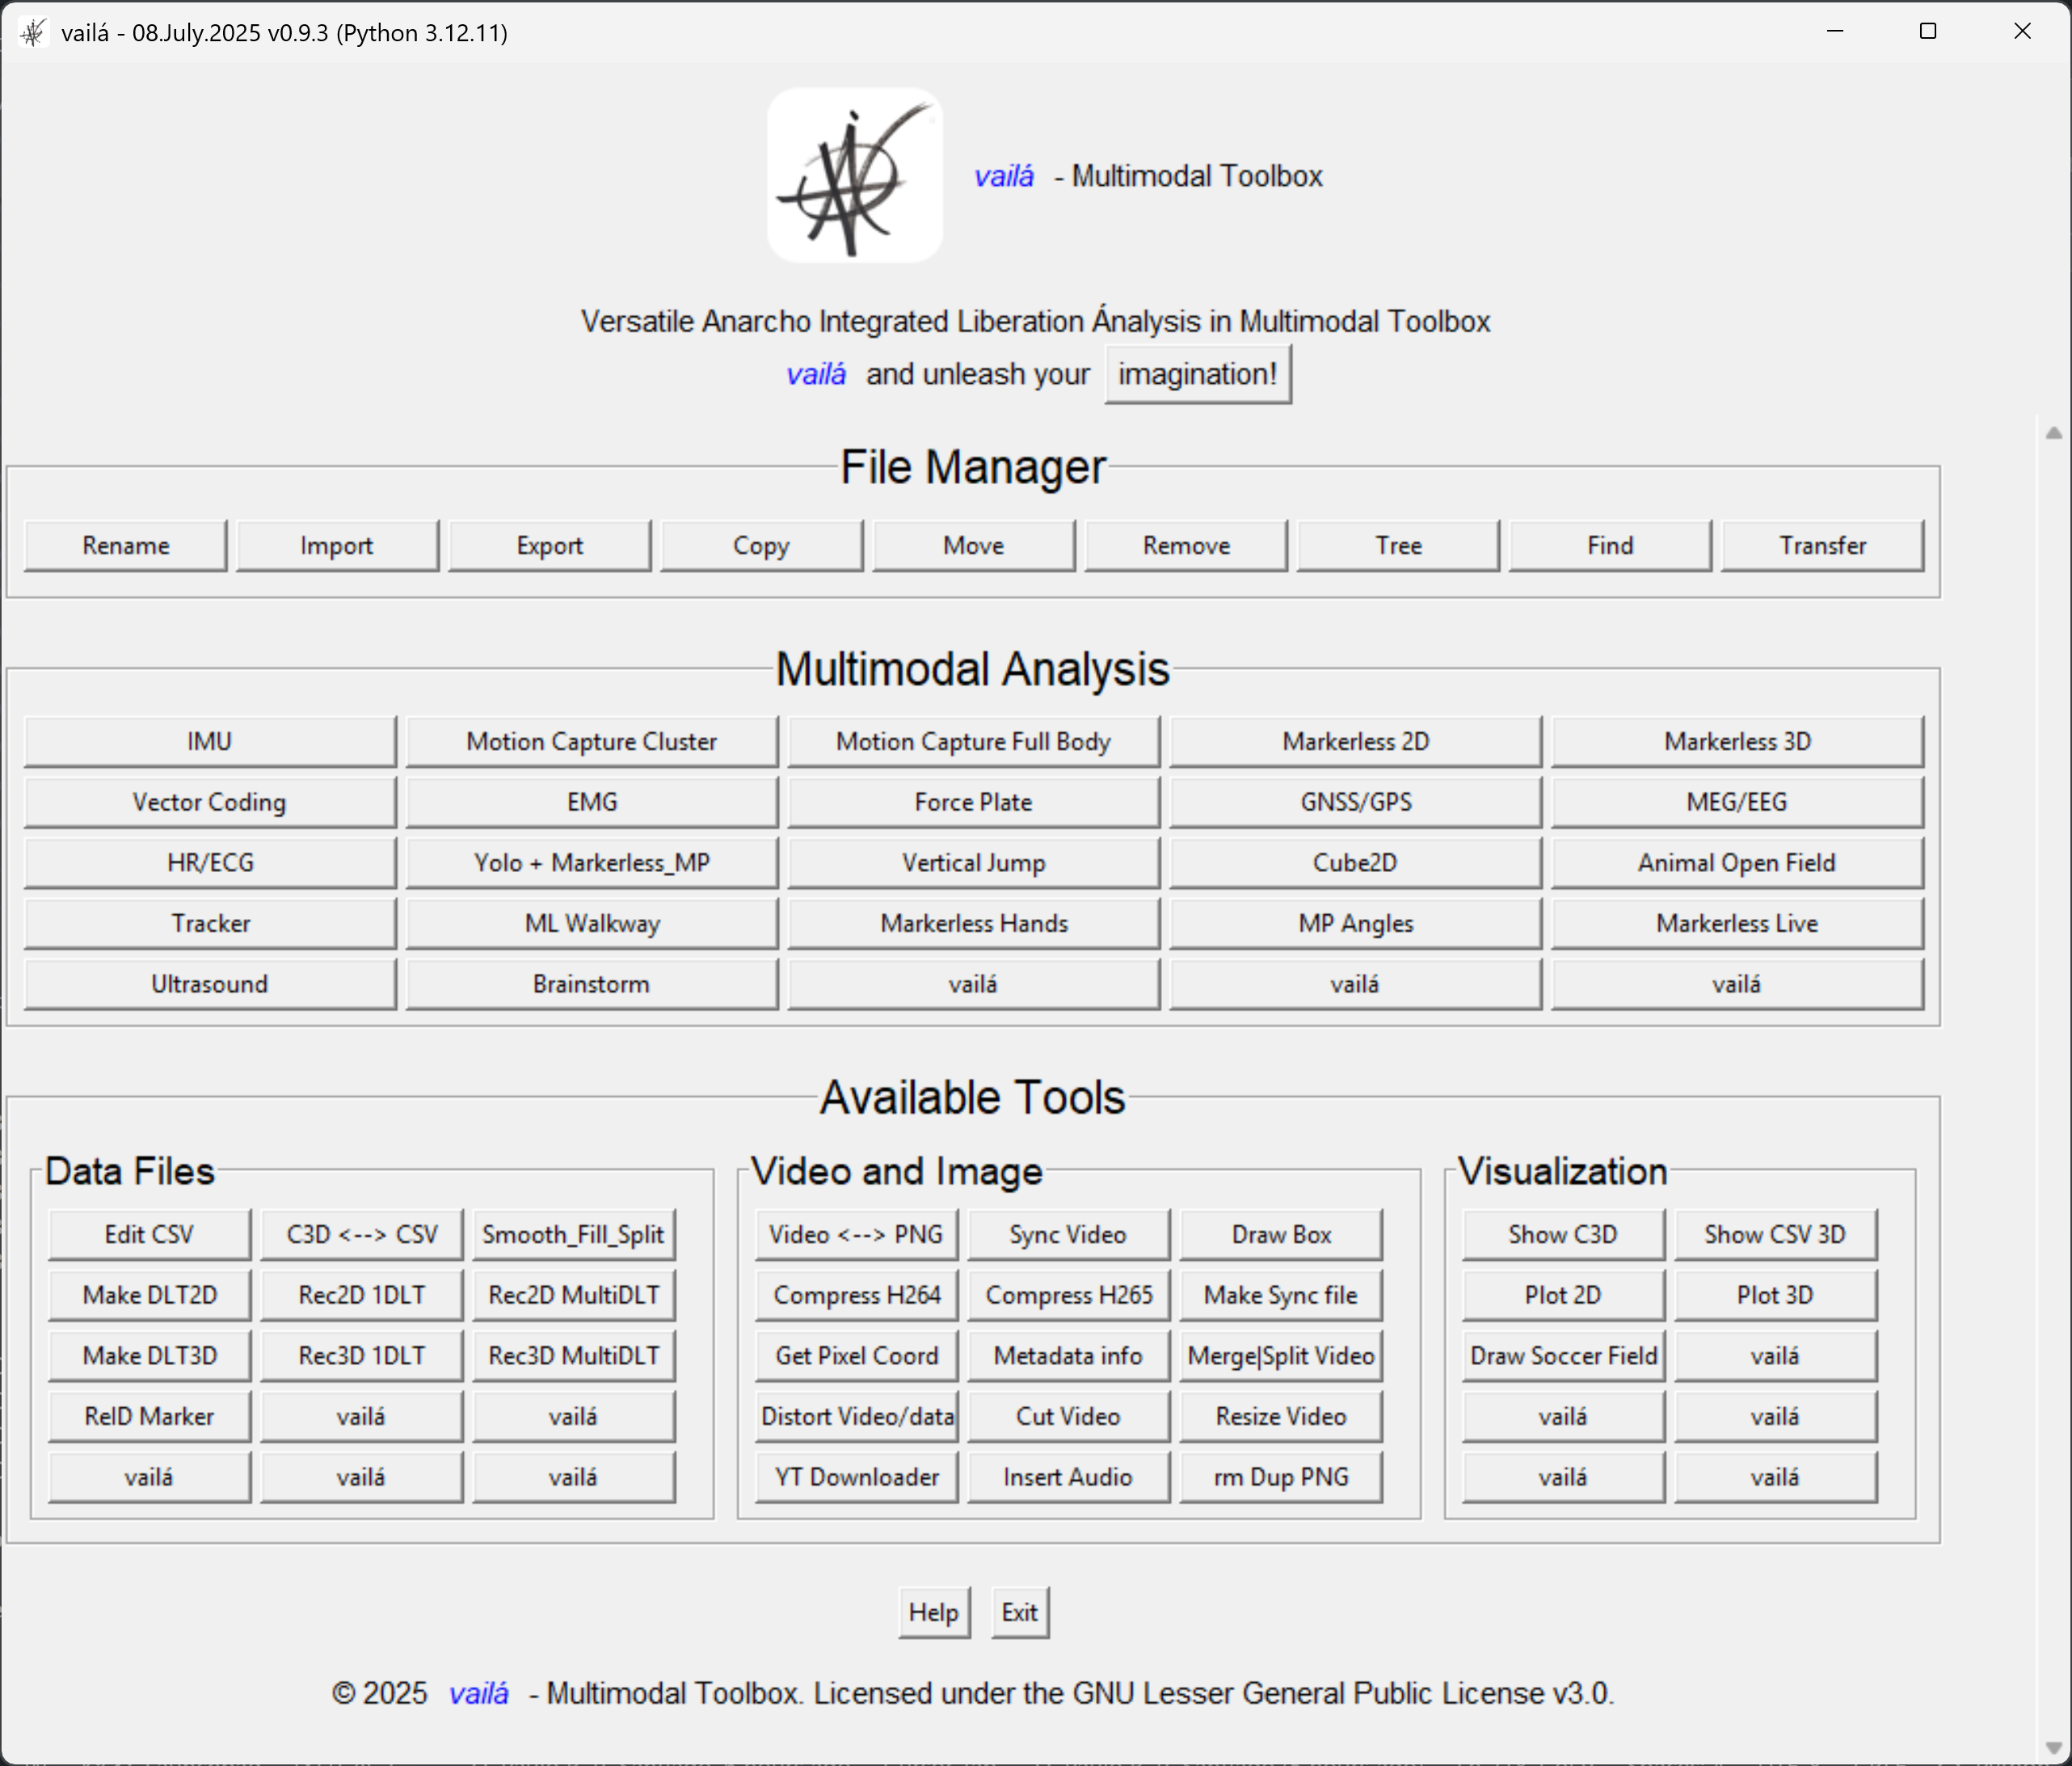 vailá - 08.July.2025 v0.9.3 (Python 3.12.11)
vailá - Multimodal Toolbox
Versatile Anarcho Integrated Liberation Ánalysis in Multimodal Toolbox
vailá and unleash your imagination!
File Manager
Rename Import Export Copy Move Remove Tree Find Transfer
Multimodal Analysis
IMU Motion Capture Cluster Motion Capture Full Body Markerless 2D Markerless 3D
Vector Coding EMG Force Plate GNSS/GPS MEG/EEG
HR/ECG Yolo + Markerless_MP Vertical Jump Cube2D Animal Open Field
Tracker ML Walkway Markerless Hands MP Angles Markerless Live
Ultrasound Brainstorm vailá vailá vailá
Available Tools
Data Files
Edit CSV C3D <--> CSV Smooth_Fill_Split
Make DLT2D Rec2D 1DLT Rec2D MultiDLT
Make DLT3D Rec3D 1DLT Rec3D MultiDLT
ReID Marker vailá vailá
vailá vailá vailá
Video and Image
Video <--> PNG Sync Video Draw Box
Compress H264 Compress H265 Make Sync file
Get Pixel Coord Metadata info Merge|Split Video
Distort Video/data Cut Video Resize Video
YT Downloader Insert Audio rm Dup PNG
Visualization
Show C3D Show CSV 3D
Plot 2D Plot 3D
Draw Soccer Field vailá
vailá vailá
vailá vailá
Help Exit
© 2025 vailá - Multimodal Toolbox. Licensed under the GNU Lesser General Public License v3.0.